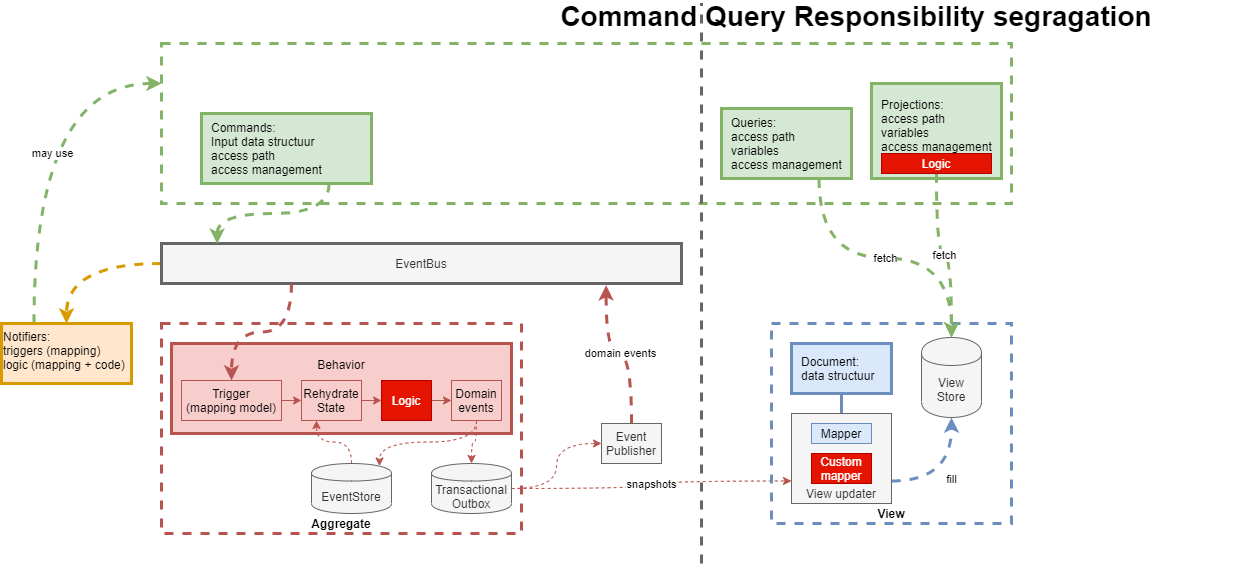 Command Query Responsibility segragation
Commands:
Input data structuur
access path
access management
Queries:
access path
variables
access management
Projections:
access path
variables
access management
Logic
may use
fetch
fetch
EventBus
Notifiers:
triggers (mapping)
logic (mapping + code)
Behavior
Trigger
(mapping model)
Rehydrate
State
Logic
Domain
events
EventStore
Transactional
Outbox
Aggregate
domain events
Event
Publisher
snapshots
Document:
data structuur
Mapper
Custom
mapper
View updater
View
Store
fill
View